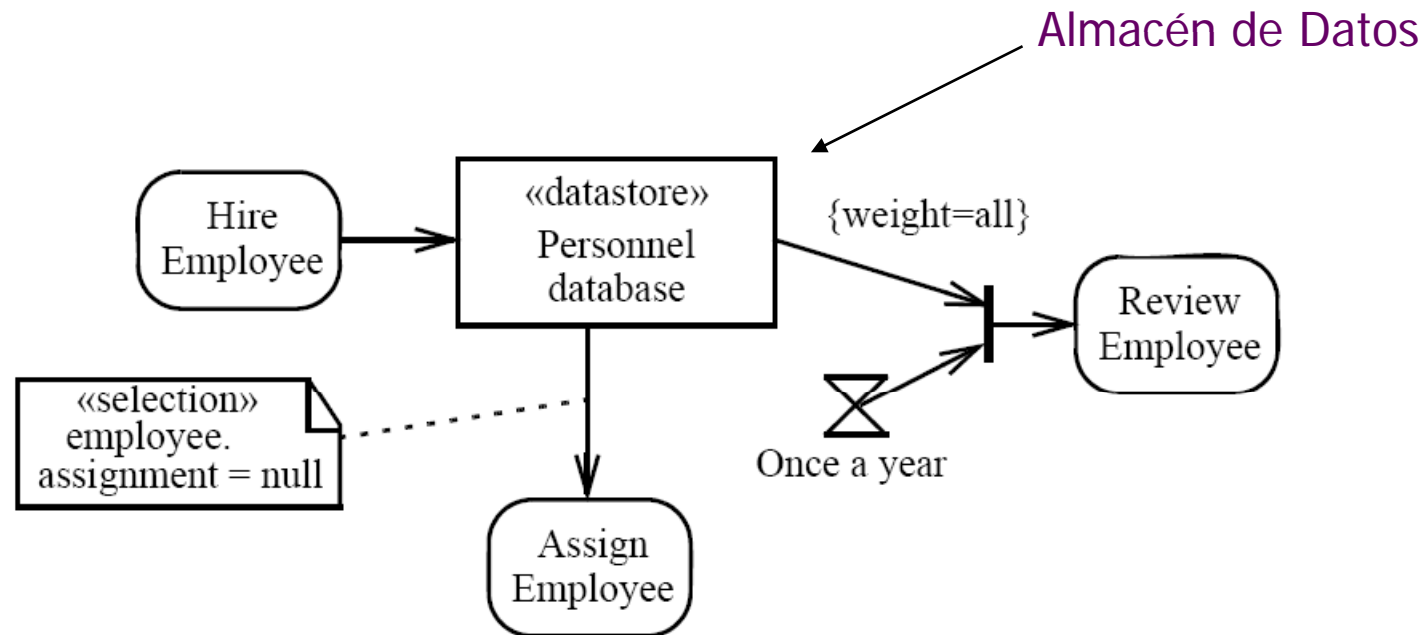 Almacén de Datos
Hire
Employee
«datastore»
Personnel
database
{weight=all}
Review
Employee
«selection»
employee.
assignment = null
Once a year
Assign
Employee